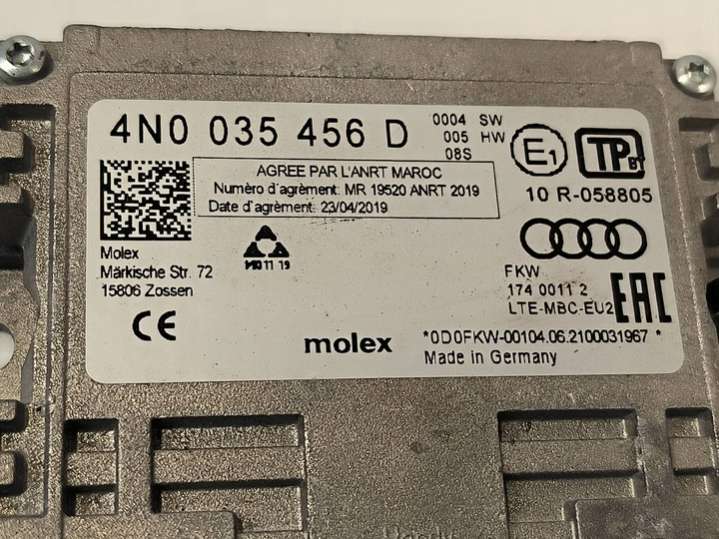 4N0 035 456 D
0004 SW
005 HW
08S
E1
TP B
AGREE PAR L'ANRT MAROC
Numéro d'agrément: MR 19520 ANRT 2019
Date d'agrément: 23/04/2019
10 R-058805
Molex
Märkische Str. 72
15806 Zossen
FKW
174 0011 2
LTE-MBC-EU2
EAC
CE
molex
*0D0FKW-00104.06.2100031967 *
Made in Germany